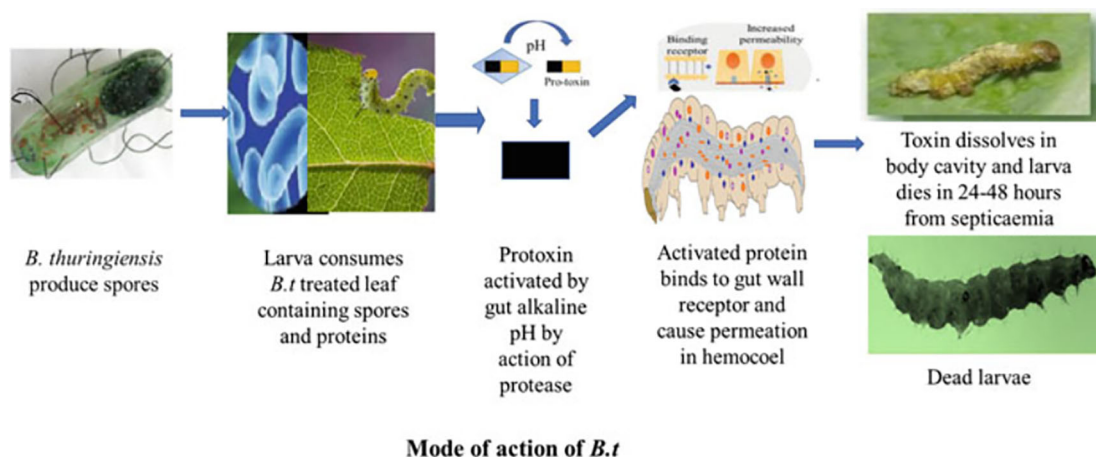 pH
Pro-toxin
Binding
receptor
Increased
permeability
B. thuringiensis
produce spores
Larva consumes
B.t treated leaf
containing spores
and proteins
Protoxin
activated by
gut alkaline
pH by
action of
protease
Activated protein
binds to gut wall
receptor and
cause permeation
in hemocoel
Toxin dissolves in
body cavity and larva
dies in 24-48 hours
from septicaemia
Dead larvae
Mode of action of B.t